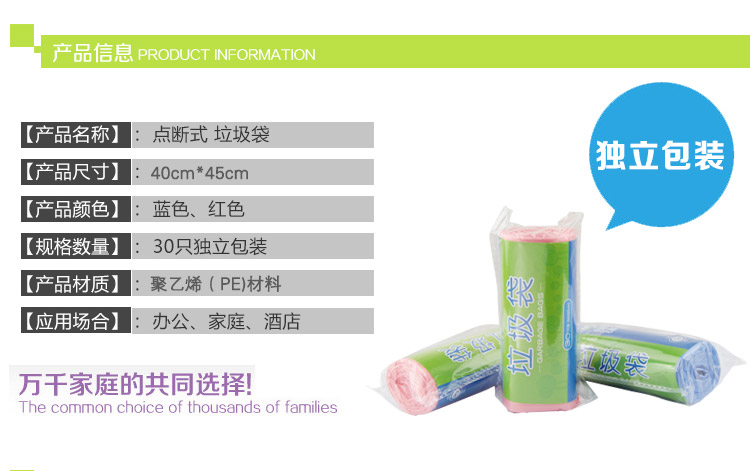 产品信息 PRODUCT INFORMATION
【产品名称】 : 点断式 垃圾袋
【产品尺寸】 : 40cm*45cm
【产品颜色】 : 蓝色、红色
【规格数量】 : 30只独立包装
【产品材质】 : 聚乙烯 ( PE)材料
【应用场合】 : 办公、家庭、酒店
万千家庭的共同选择!
The common choice of thousands of families
独立包装
垃圾袋
GARBAGE BAGS
圾袋
垃圾袋